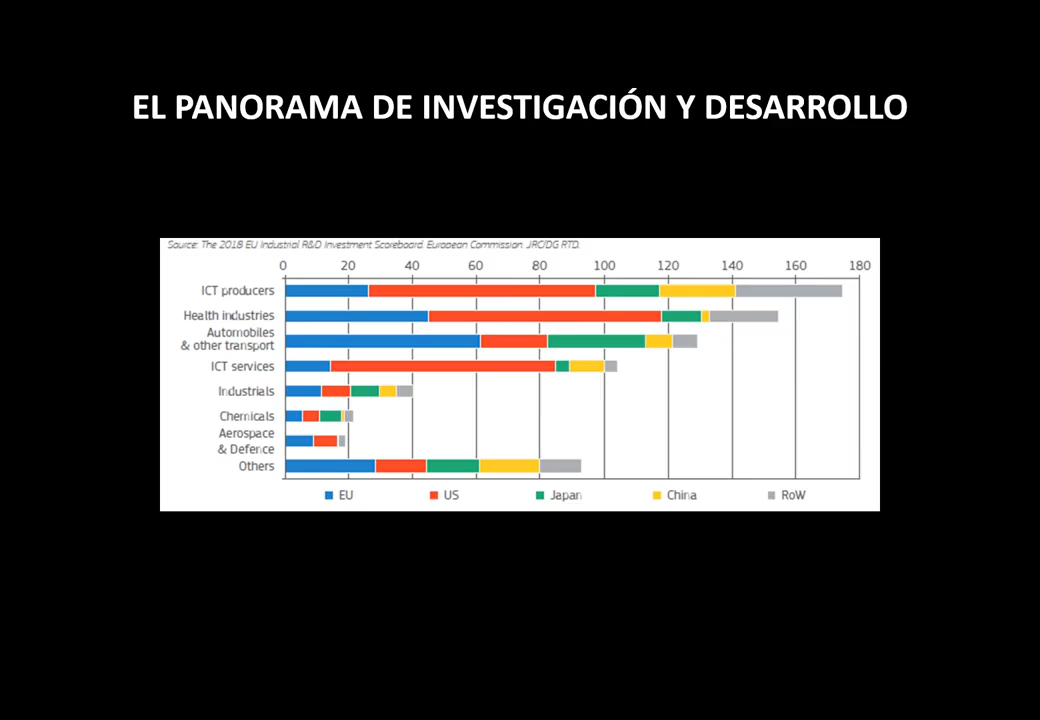 EL PANORAMA DE INVESTIGACIÓN Y DESARROLLO
Source: The 2018 EU Industrial R&D Investment Scoreboard. European Commission. JRC/DG RTD.
0 20 40 60 80 100 120 140 160 180
ICT producers
Health industries
Automobiles
& other transport
ICT services
Industrials
Chemicals
Aerospace
& Defence
Others
EU US Japan China RoW